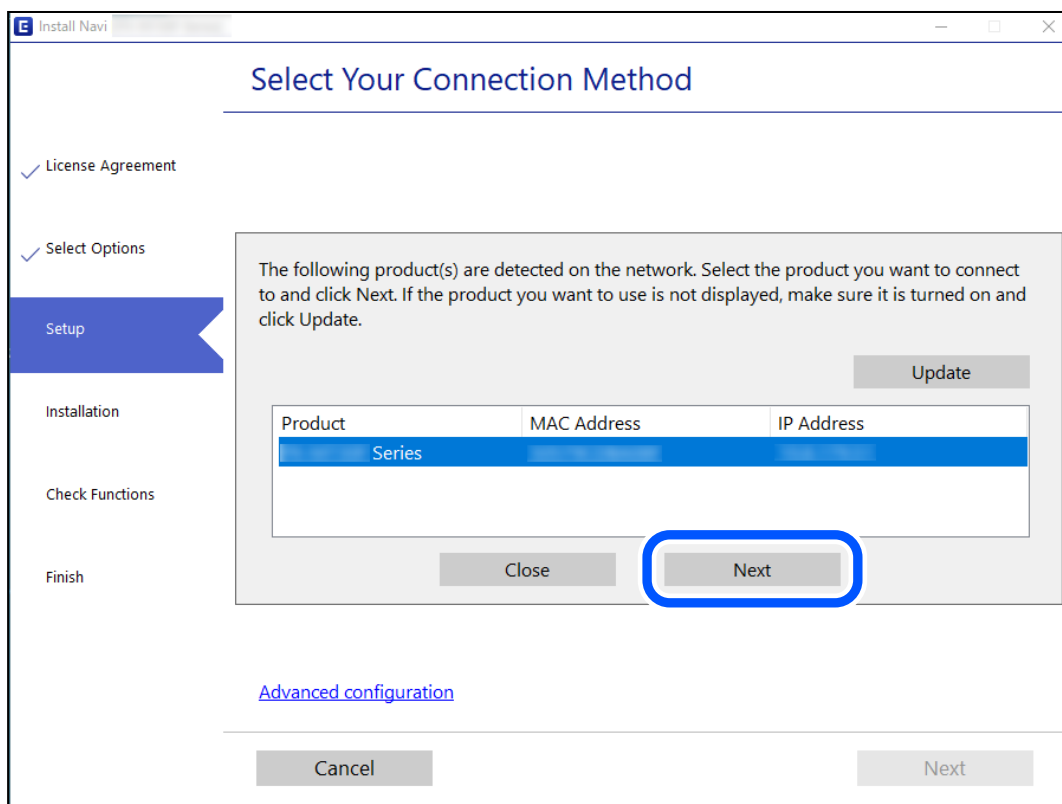 E Install Navi
Select Your Connection Method
License Agreement
Select Options
Setup
Installation
Check Functions
Finish
The following product(s) are detected on the network. Select the product you want to connect
to and click Next. If the product you want to use is not displayed, make sure it is turned on and
click Update.
Update
Product MAC Address IP Address
Series
Close Next
Advanced configuration
Cancel Next